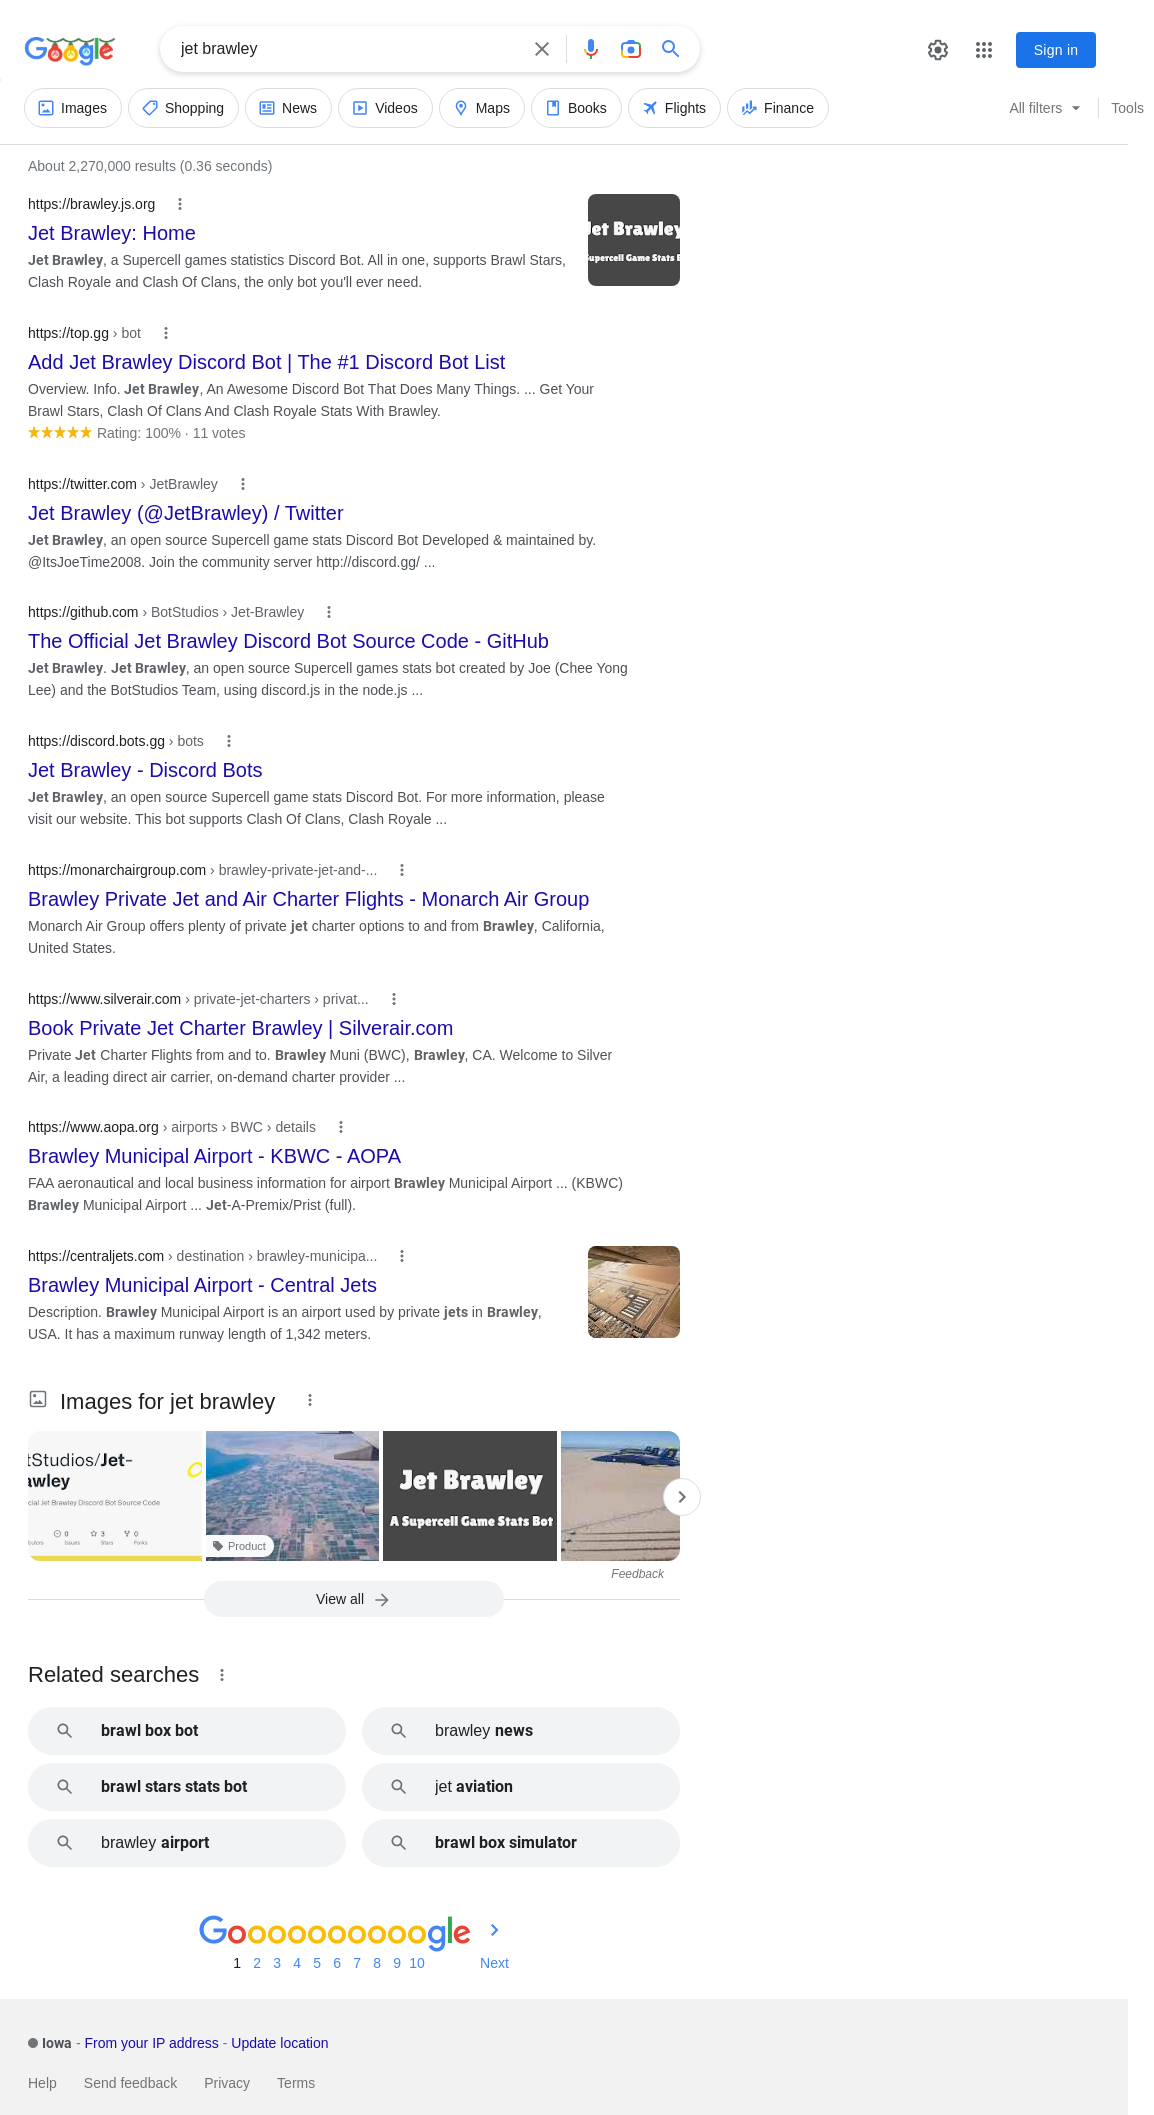 Google
jet brawley
Sign in
Images
Shopping
News
Videos
Maps
Books
Flights
Finance
All filters
Tools
About 2,270,000 results (0.36 seconds)
https://brawley.js.org
Jet Brawley: Home
Jet Brawley, a Supercell games statistics Discord Bot. All in one, supports Brawl Stars,
Clash Royale and Clash Of Clans, the only bot you'll ever need.
Jet Brawley
Supercell Game Stats B
https://top.gg › bot
Add Jet Brawley Discord Bot | The #1 Discord Bot List
Overview. Info. Jet Brawley, An Awesome Discord Bot That Does Many Things. ... Get Your
Brawl Stars, Clash Of Clans And Clash Royale Stats With Brawley.
Rating: 100% · 11 votes
https://twitter.com › JetBrawley
Jet Brawley (@JetBrawley) / Twitter
Jet Brawley, an open source Supercell game stats Discord Bot Developed & maintained by.
@ItsJoeTime2008. Join the community server http://discord.gg/ ...
https://github.com › BotStudios › Jet-Brawley
The Official Jet Brawley Discord Bot Source Code - GitHub
Jet Brawley. Jet Brawley, an open source Supercell games stats bot created by Joe (Chee Yong
Lee) and the BotStudios Team, using discord.js in the node.js ...
https://discord.bots.gg › bots
Jet Brawley - Discord Bots
Jet Brawley, an open source Supercell game stats Discord Bot. For more information, please
visit our website. This bot supports Clash Of Clans, Clash Royale ...
https://monarchairgroup.com › brawley-private-jet-and-...
Brawley Private Jet and Air Charter Flights - Monarch Air Group
Monarch Air Group offers plenty of private jet charter options to and from Brawley, California,
United States.
https://www.silverair.com › private-jet-charters › privat...
Book Private Jet Charter Brawley | Silverair.com
Private Jet Charter Flights from and to. Brawley Muni (BWC), Brawley, CA. Welcome to Silver
Air, a leading direct air carrier, on-demand charter provider ...
https://www.aopa.org › airports › BWC › details
Brawley Municipal Airport - KBWC - AOPA
FAA aeronautical and local business information for airport Brawley Municipal Airport ... (KBWC)
Brawley Municipal Airport ... Jet-A-Premix/Prist (full).
https://centraljets.com › destination › brawley-municipa...
Brawley Municipal Airport - Central Jets
Description. Brawley Municipal Airport is an airport used by private jets in Brawley,
USA. It has a maximum runway length of 1,342 meters.
Images for jet brawley
tStudios/Jet-
awley
cial Jet Brawley Discord Bot Source Code
0 3 0
butors Issues Stars Forks
Product
Jet Brawley
A Supercell Game Stats Bot
Feedback
View all
Related searches
brawl box bot
brawley news
brawl stars stats bot
jet aviation
brawley airport
brawl box simulator
Goooooooooogle
1 2 3 4 5 6 7 8 9 10 Next
Iowa - From your IP address - Update location
Help Send feedback Privacy Terms